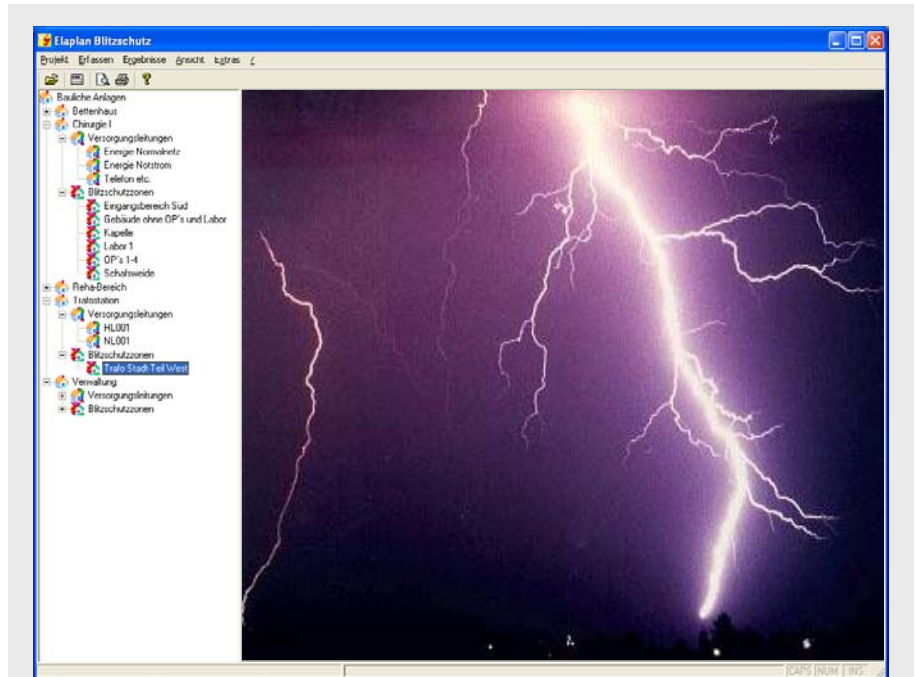 Elaplan Blitzschutz
Projekt Erfassen Ergebnisse Ansicht Extras ?
Bauliche Anlagen
Bettenhaus
Chirurgie I
Versorgungsleitungen
Energie Normalnetz
Energie Notstrom
Telefon etc.
Blitzschutzzonen
Eingangsbereich Süd
Gebäude ohne OP's und Labor
Kapelle
Labor 1
OP's 1-4
Schafsweide
Reha-Bereich
Trafostation
Versorgungsleitungen
HL001
NL001
Blitzschutzzonen
Trafo Stadt-Teil West
Verwaltung
Versorgungsleitungen
Blitzschutzzonen
CAPS NUM INS